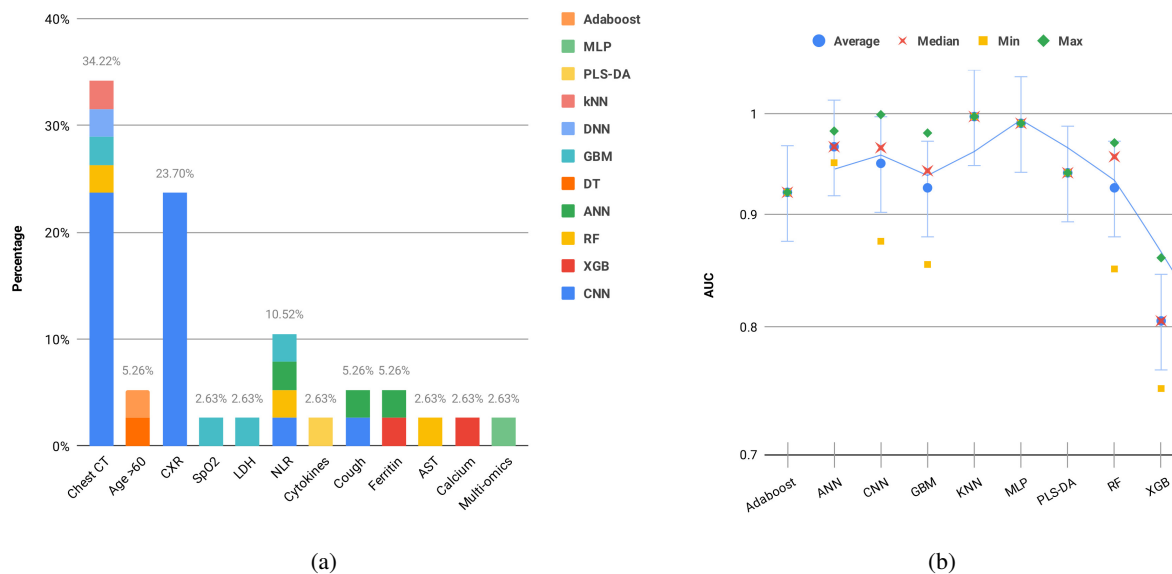 40%
30%
20%
10%
0%
Percentage
34.22%
5.26%
23.70%
2.63%
2.63%
10.52%
2.63%
5.26%
5.26%
2.63%
2.63%
2.63%
Chest CT
Age >60
CXR
SpO2
LDH
NLR
Cytokines
Cough
Ferritin
AST
Calcium
Multi-omics
Adaboost
MLP
PLS-DA
kNN
DNN
GBM
DT
ANN
RF
XGB
CNN
(a)
Average Median Min Max
1
0.9
0.8
0.7
AUC
Adaboost
ANN
CNN
GBM
KNN
MLP
PLS-DA
RF
XGB
(b)